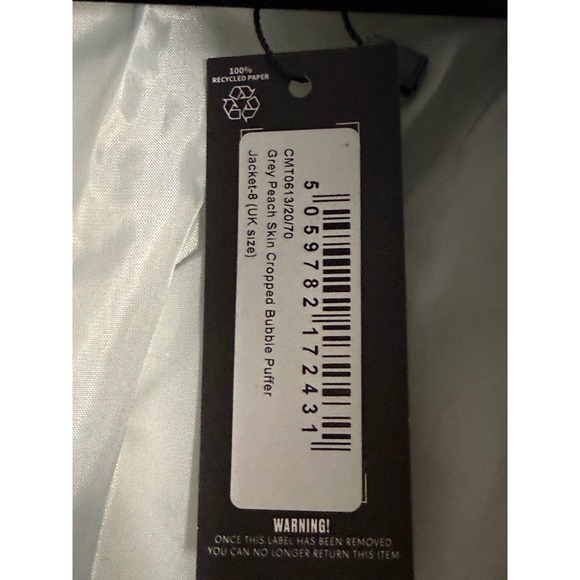 100%
RECYCLED PAPER
5 059782 172431
CMT0613/20/70
Grey Peach Skin Cropped Bubble Puffer
Jacket-8 (UK size)
WARNING!
ONCE THIS LABEL HAS BEEN REMOVED
YOU CAN NO LONGER RETURN THIS ITEM